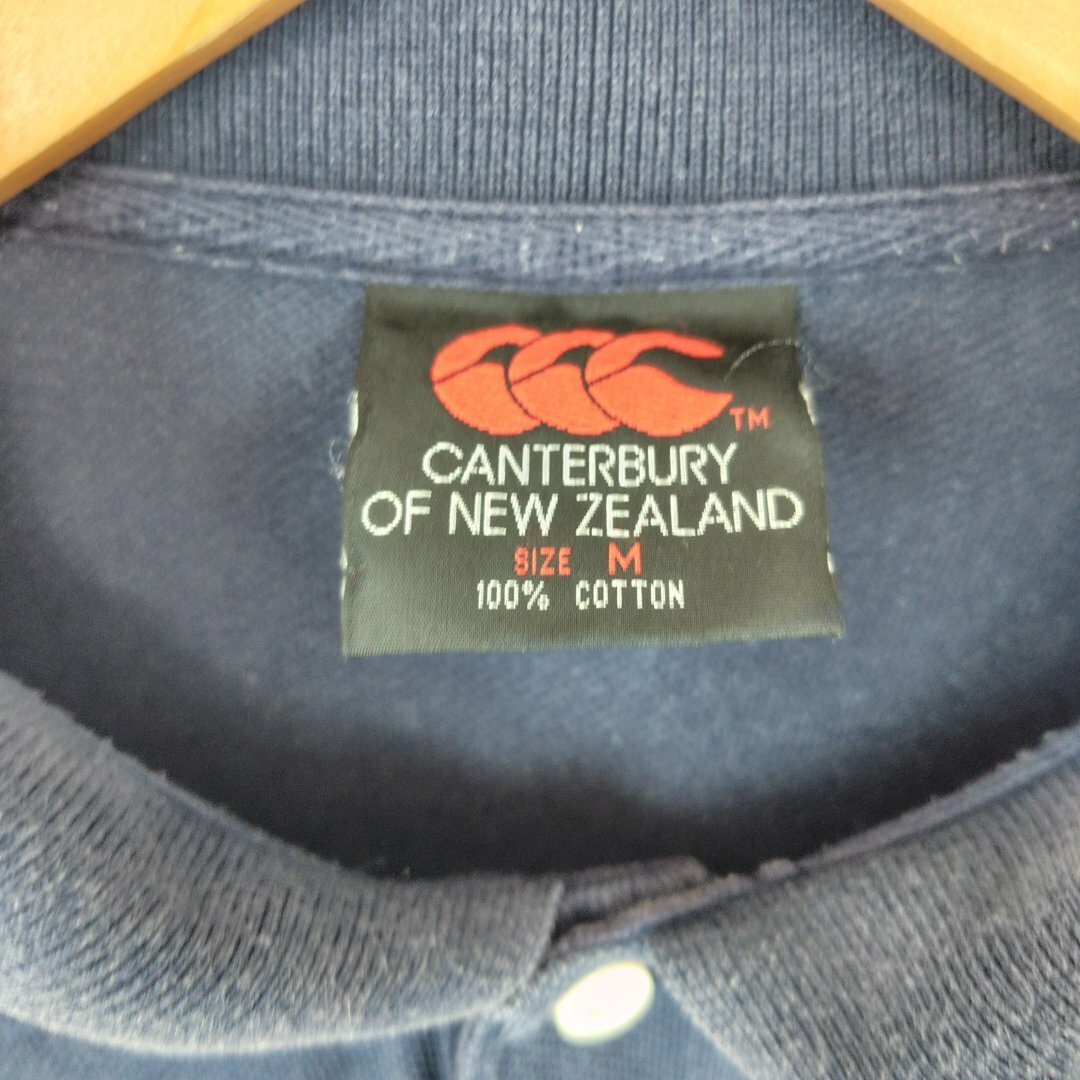 TM
CANTERBURY
OF NEW ZEALAND
SIZE M
100% COTTON